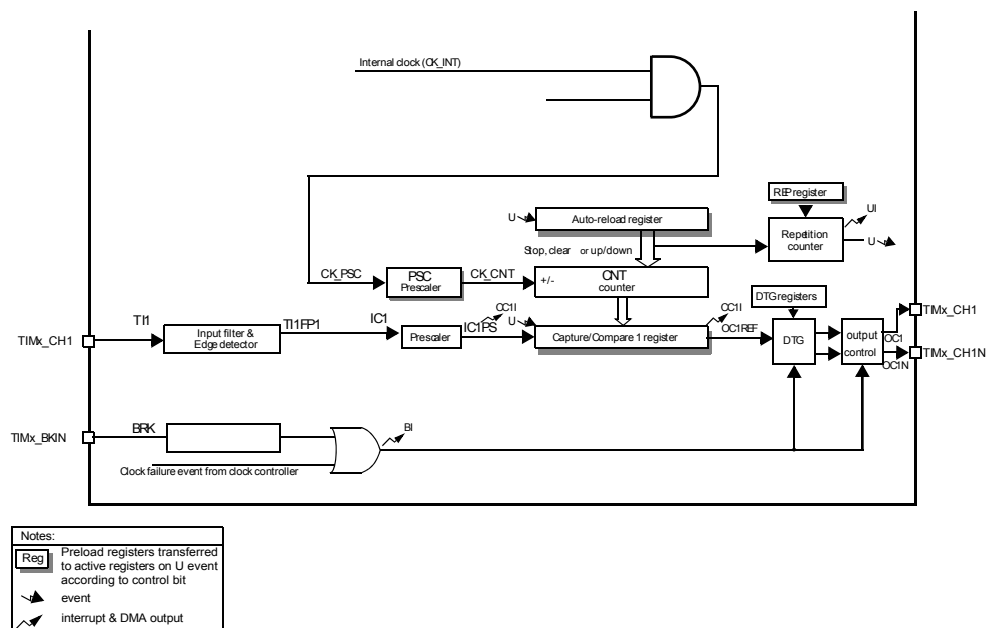 Internal clock (CK_INT)
REP register
U
Auto-reload register
UI
Repetition
counter
U
Stop, clear or up/down
CK_PSC
PSC
Prescaler
CK_CNT
+/-
CNT
counter
DTG registers
TI1
TI1FP1
IC1
CC1I
U
CC1I
TIMx_CH1
Input filter &
Edge detector
Prescaler
IC1PS
Capture/Compare 1 register
OC1REF
DTG
output
control
OC1
OC1N
TIMx_CH1
TIMx_CH1N
TIMx_BKIN
BRK
BI
Clock failure event from clock controller
Notes:
Reg
Preload registers transferred
to active registers on U event
according to control bit
event
interrupt & DMA output